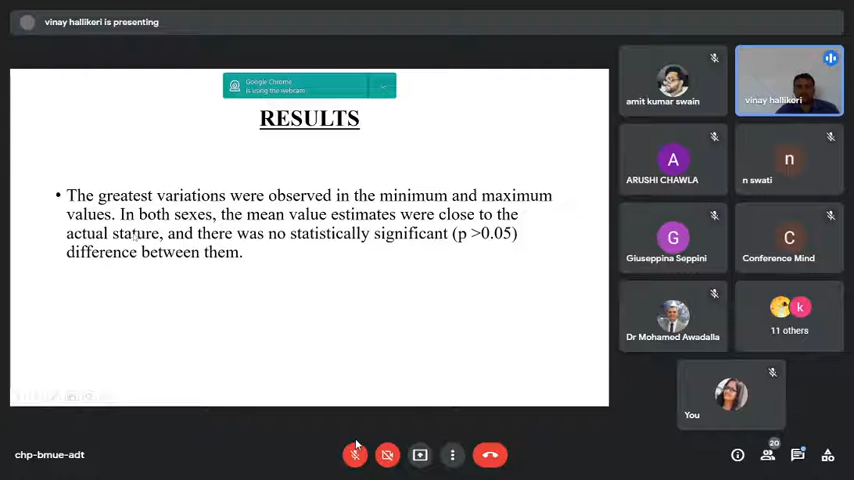 vinay hallikeri is presenting
Google Chrome
is using the webcam
RESULTS
• The greatest variations were observed in the minimum and maximum
values. In both sexes, the mean value estimates were close to the
actual stature, and there was no statistically significant (p >0.05)
difference between them.
amit kumar swain
vinay hallikeri
A
ARUSHI CHAWLA
n
n swati
G
Giuseppina Seppini
C
Conference Mind
Dr Mohamed Awadalla
k
11 others
You
chp-bmue-adt
20